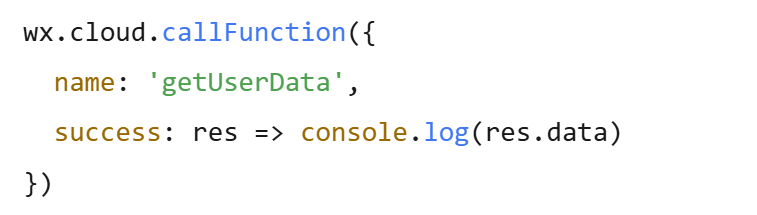 wx.cloud.callFunction({
  name: 'getUserData',
  success: res => console.log(res.data)
})